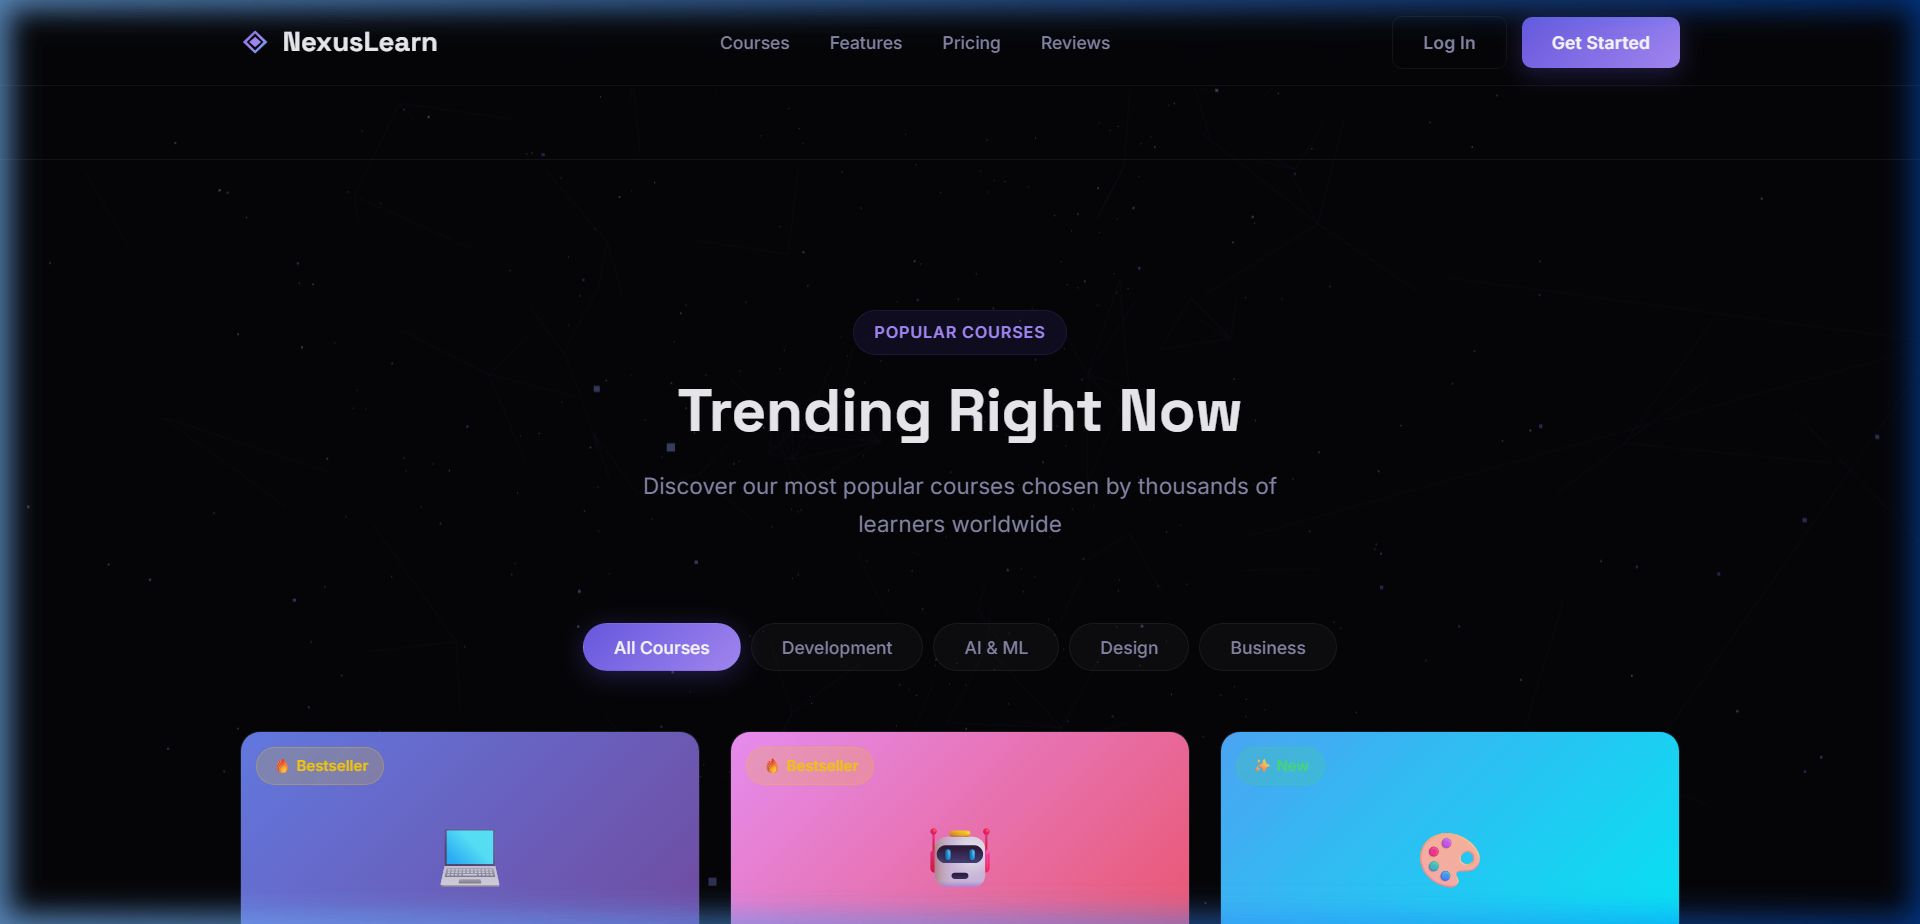 NexusLearn
Courses
Features
Pricing
Reviews
Log In
Get Started
POPULAR COURSES
Trending Right Now
Discover our most popular courses chosen by thousands of
learners worldwide
All Courses
Development
AI & ML
Design
Business
🔥 Bestseller
🔥 Bestseller
✨ New